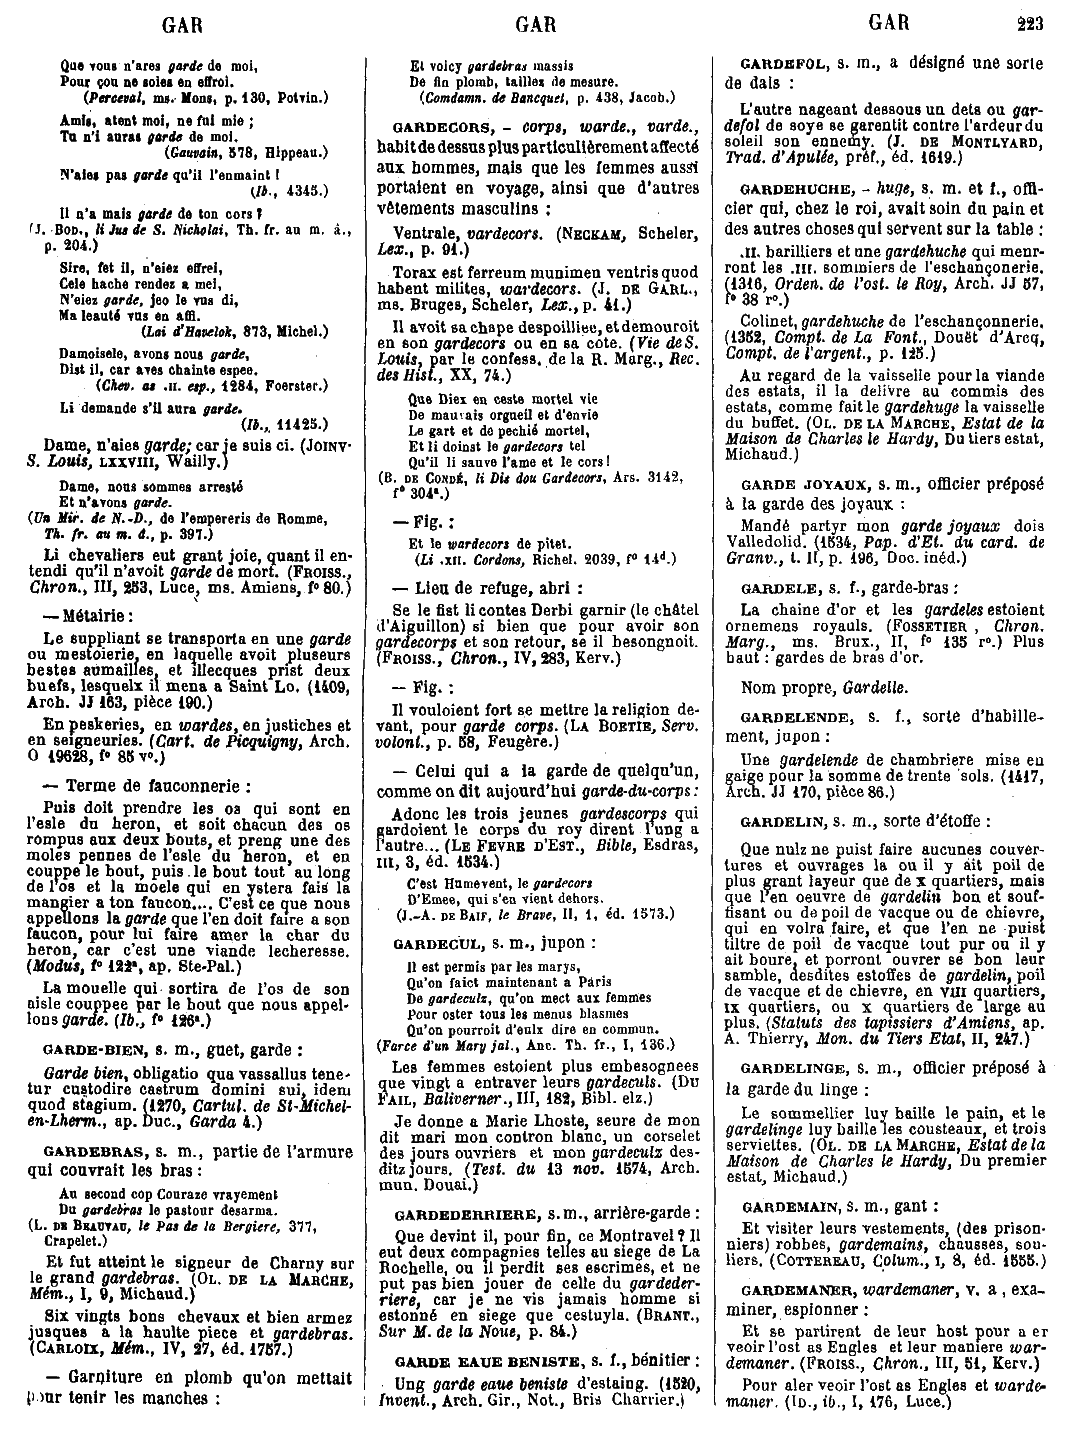 GAR
GAR
GAR
223
Que vous n'ares garde de moi,
Pour çou ne soies en effroi.
(Perceval, ms. Mons, p. 130, Potvin.)
Amis, atent moi, ne fui mie ;
Tu n'i auras garde de moi.
(Gauvain, 578, Hippeau.)
N'aies pas garde qu'il l'enmaint !
(Ib., 4345.)
Il n'a mais garde de ton cors ?
(J. BOD., li Jus de S. Nicholai, Th. fr. au m. â.,
p. 204.)
Sire, fet il, n'eiez effrei,
Cele hache rendez a mei,
N'eiez garde, jeo le vus di,
Ma leauté vus en affi.
(Lai d'Havelok, 873, Michel.)
Damoisele, avons nous garde,
Dist il, car aves chainte espee.
(Chev. as .II. esp., 1284, Foerster.)
Li demande s'il aura garde.
(Ib., 11425.)
Dame, n'aies garde; car je suis ci. (JOINV·
S. Louis, LXXVIII, Wailly.)
Dame, nous sommes arresté
Et n'avons garde.
(Un Mir. de N.-D., de l'empereris de Romme,
Th. fr. au m. â., p. 397.)
Li chevaliers eut grant joie, quant il en-
tendi qu'il n'avoit garde de mort. (FROISS.,
Chron., III, 253, Luce, ms. Amiens, f° 80.)
— Métairie :
Le suppliant se transporta en une garde
ou mestoierie, en laquelle avoit pluseurs
bestes aumailles, et illecques prist deux
buefs, lesquelx il mena a Saint Lo. (1409,
Arch. JJ 163, pièce 190.)
En peskeries, en wardes, en justiches et
en seigneuries. (Cart. de Picquigny, Arch.
O 19628, f° 85 v°.)
— Terme de fauconnerie :
Puis doit prendre les os qui sont en
l'esle du heron, et soit chacun des os
rompus aux deux bouts, et preng une des
moles pennes de l'esle du heron, et en
couppe le bout, puis le bout tout au long
de l'os et la moele qui en ystera fais la
mangier a ton faucon.... C'est ce que nous
appellons la garde que l'en doit faire a son
faucon, pour lui faire amer la char du
heron, car c'est une viande lecheresse.
(Modus, f° 122ª, ap. Ste-Pal.)
La mouelle qui sortira de l'os de son
aisle couppee par le bout que nous appel-
lons garde. (Ib., f° 126ª.)
GARDE-BIEN, s. m., guet, garde :
Garde bien, obligatio qua vassallus tene-
tur custodire castrum domini sui, idem
quod stagium. (1270, Cartul. de St-Michel-
en-Lherm., ap. Duc., Garda 4.)
GARDEBRAS, s. m., partie de l'armure
qui couvrait les bras :
Au second cop Couraze vrayement
Du gardebras le pastour desarma.
(L. DE BEAUVAU, le Pas de la Bergiere, 377,
Crapelet.)
Et fut atteint le signeur de Charny sur
le grand gardebras. (OL. DE LA MARCHE,
Mém., I, 9, Michaud.)
Six vingts bons chevaux et bien armez
jusques a la haulte piece et gardebras.
(CARLOIX, Mém., IV, 27, éd. 1757.)
— Garniture en plomb qu'on mettait
pour tenir les manches :
Et voicy gardebras massis
De fin plomb, taillez de mesure.
(Comdamn. de Bancquet, p. 438, Jacob.)
GARDECORS, - corps, warde., varde.,
habit de dessus plus particulièrement affecté
aux hommes, mais que les femmes aussi
portaient en voyage, ainsi que d'autres
vêtements masculins :
Ventrale, vardecors. (NECKAM, Scheler,
Lex., p. 91.)
Torax est ferreum munimen ventris quod
habent milites, wardecors. (J. DE GARL.,
ms. Bruges, Scheler, Lex., p. 41.)
Il avoit sa chape despoilliee, et demouroit
en son gardecors ou en sa cote. (Vie de S.
Louis, par le confess. de la R. Marg., Rec.
des Hist., XX, 74.)
Que Diex en ceste mortel vie
De mauvais orgueil et d'envie
Le gart et de pechié mortel,
Et li doinst le gardecors tel
Qu'il li sauve l'ame et le cors !
(B. DE CONDÉ, li Dis dou Gardecors, Ars. 3142,
f° 304ª.)
— Fig. :
Et le wardecors de pitet.
(Li .XII. Cordons, Richel. 2039, f° 14ᵈ.)
— Lieu de refuge, abri :
Se le fist li contes Derbi garnir (le châtel
d'Aiguillon) si bien que pour avoir son
gardecorps et son retour, se il besongnoit.
(FROISS., Chron., IV, 283, Kerv.)
— Fig. :
Il vouloient fort se mettre la religion de-
vant, pour garde corps. (LA BOETIE, Serv.
volont., p. 58, Feugère.)
— Celui qui a la garde de quelqu'un,
comme on dit aujourd'hui garde-du-corps :
Adonc les trois jeunes gardescorps qui
gardoient le corps du roy dirent l'ung a
l'autre... (LE FEVRE D'EST., Bible, Esdras,
III, 3, éd. 1534.)
C'est Humevent, le gardecors
D'Emee, qui s'en vient dehors.
(J.-A. DE BAIF, le Brave, II, 1, éd. 1573.)
GARDECUL, s. m., jupon :
Il est permis par les marys,
Qu'on faict maintenant a Paris
De gardeculz, qu'on mect aux femmes
Pour oster tous les menus blasmes
Qu'on pourroit d'eulx dire en commun.
(Farce d'un Mary jal., Anc. Th. fr., I, 136.)
Les femmes estoient plus embesognees
que vingt a entraver leurs gardeculs. (DU
FAIL, Baliverner., III, 182, Bibl. elz.)
Je donne a Marie Lhoste, seure de mon
dit mari mon contron blanc, un corselet
des jours ouvriers et mon gardeculz des-
ditz jours. (Test. du 13 nov. 1574, Arch.
mun. Douai.)
GARDEDERRIERE, s. m., arrière-garde :
Que devint il, pour fin, ce Montravel ? Il
eut deux compagnies telles au siege de La
Rochelle, ou il perdit ses escrimes, et ne
put pas bien jouer de celle du gardeder-
riere, car je ne vis jamais homme si
estonné en siege que cestuyla. (BRANT.,
Sur M. de la Noue, p. 84.)
GARDE EAUE BENISTE, s. f., bénitier :
Ung garde eaue beniste d'estaing. (1520,
Invent., Arch. Gir., Not., Bris Charrier.)
GARDEFOL, s. m., a désigné une sorte
de dais :
L'autre nageant dessous un dets ou gar-
defol de soye se garentit contre l'ardeur du
soleil son ennemy. (J. DE MONTLYARD,
Trad. d'Apulée, préf., éd. 1619.)
GARDEHUCHE, - huge, s. m. et f., offi-
cier qui, chez le roi, avait soin du pain et
des autres choses qui servent sur la table :
.II. barilliers et une gardehuche qui menr-
ront les .III. sommiers de l'eschançonerie.
(1316, Orden. de l'ost. le Roy, Arch. JJ 57,
f° 38 r°.)
Colinet, gardehuche de l'eschançonnerie.
(1352, Compt. de La Font., Douët d'Arcq,
Compt. de l'argent., p. 125.)
Au regard de la vaisselle pour la viande
des estats, il la delivre au commis des
estats, comme fait le gardehuge la vaisselle
du buffet. (OL. DE LA MARCHE, Estat de la
Maison de Charles le Hardy, Du tiers estat,
Michaud.)
GARDE JOYAUX, s. m., officier préposé
à la garde des joyaux :
Mandé partyr mon garde joyaux dois
Valledolid. (1534, Pap. d'Et. du card. de
Granv., t. II, p. 196, Doc. inéd.)
GARDELE, s. f., garde-bras :
La chaine d'or et les gardeles estoient
ornemens royauls. (FOSSETIER, Chron.
Marg., ms. Brux., II, f° 135 r°.) Plus
haut : gardes de bras d'or.
Nom propre, Gardelle.
GARDELENDE, s. f., sorte d'habille-
ment, jupon :
Une gardelende de chambriere mise en
gaige pour la somme de trente sols. (1417,
Arch. JJ 170, pièce 86.)
GARDELIN, s. m., sorte d'étoffe :
Que nulz ne puist faire aucunes couver-
tures et ouvrages la ou il y ait poil de
plus grant layeur que de x quartiers, mais
que l'en oeuvre de gardelin bon et souf-
fisant ou de poil de vacque ou de chievre,
qui en volra faire, et que l'en ne puist
tiltre de poil de vacque tout pur ou il y
ait boure, et porront ouvrer se bon leur
samble, desdites estoffes de gardelin, poil
de vacque et de chievre, en VIII quartiers,
IX quartiers, ou X quartiers de large au
plus. (Statuts des tapissiers d'Amiens, ap.
A. Thierry, Mon. du Tiers Etat, II, 247.)
GARDELINGE, s. m., officier préposé à
la garde du linge :
Le sommellier luy baille le pain, et le
gardelinge luy baille les cousteaux, et trois
serviettes. (OL. DE LA MARCHE, Estat de la
Maison de Charles le Hardy, Du premier
estat, Michaud.)
GARDEMAIN, s. m., gant :
Et visiter leurs vestements, (des prison-
niers) robbes, gardemains, chausses, sou-
liers. (COTTEREAU, Colum., I, 8, éd. 1555.)
GARDEMANER, wardemaner, v. a, exa-
miner, espionner :
Et se partirent de leur host pour a er
veoir l'ost as Engles et leur maniere war-
demaner. (FROISS., Chron., III, 51, Kerv.)
Pour aler veoir l'ost as Engles et warde-
maner. (ID., ib., I, 176, Luce.)